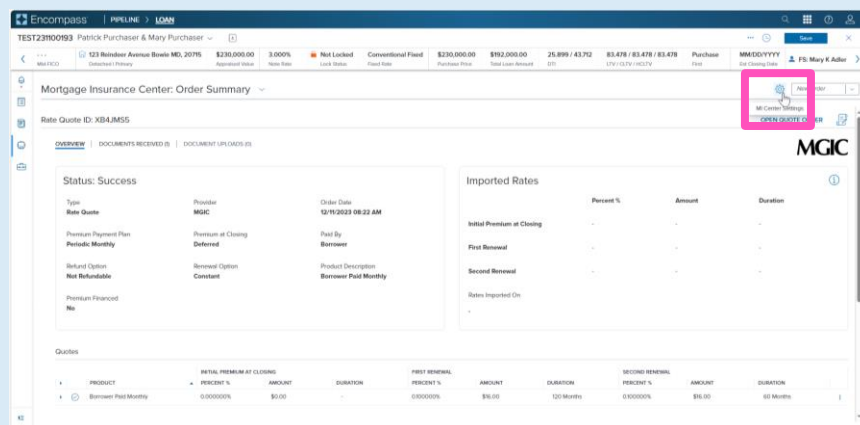 Encompass | PIPELINE > LOAN
TEST231100193 Patrick Purchaser & Mary Purchaser
Save
--- 123 Reindeer Avenue Bowie MD, 20715 $230,000.00 3.000% Not Locked Conventional Fixed $230,000.00 $192,000.00 25.899 / 43.712 83.478 / 83.478 / 83.478 Purchase MM/DD/YYYY FS: Mary K Adler
Min FICO Detached | Primary Appraised Value Note Rate Lock Status Fixed Rate Purchase Price Total Loan Amount DTI LTV / CLTV / HCLTV First Est Closing Date
Mortgage Insurance Center: Order Summary
New Order
MI Center Settings
Rate Quote ID: XB4JMS5
OPEN QUOTE ORDER
OVERVIEW | DOCUMENTS RECEIVED (1) | DOCUMENT UPLOADS (0)
MGIC
Status: Success
Type Provider Order Date
Rate Quote MGIC 12/11/2023 08:22 AM
Premium Payment Plan Premium at Closing Paid By
Periodic Monthly Deferred Borrower
Refund Option Renewal Option Product Description
Not Refundable Constant Borrower Paid Monthly
Premium Financed
No
Imported Rates
Percent % Amount Duration
Initial Premium at Closing - - -
First Renewal - - -
Second Renewal - - -
Rates Imported On
-
Quotes
INITIAL PREMIUM AT CLOSING FIRST RENEWAL SECOND RENEWAL
PRODUCT PERCENT % AMOUNT DURATION PERCENT % AMOUNT DURATION PERCENT % AMOUNT DURATION
Borrower Paid Monthly 0.000000% $0.00 - 0.100000% $16.00 120 Months 0.100000% $16.00 60 Months